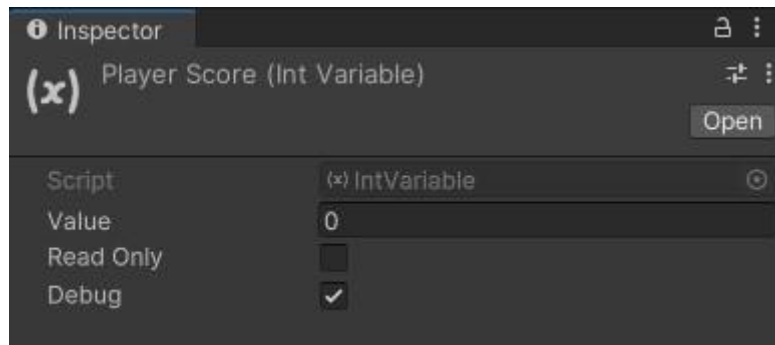 Inspector
(x) Player Score (Int Variable)
Open
Script (x) IntVariable
Value 0
Read Only
Debug